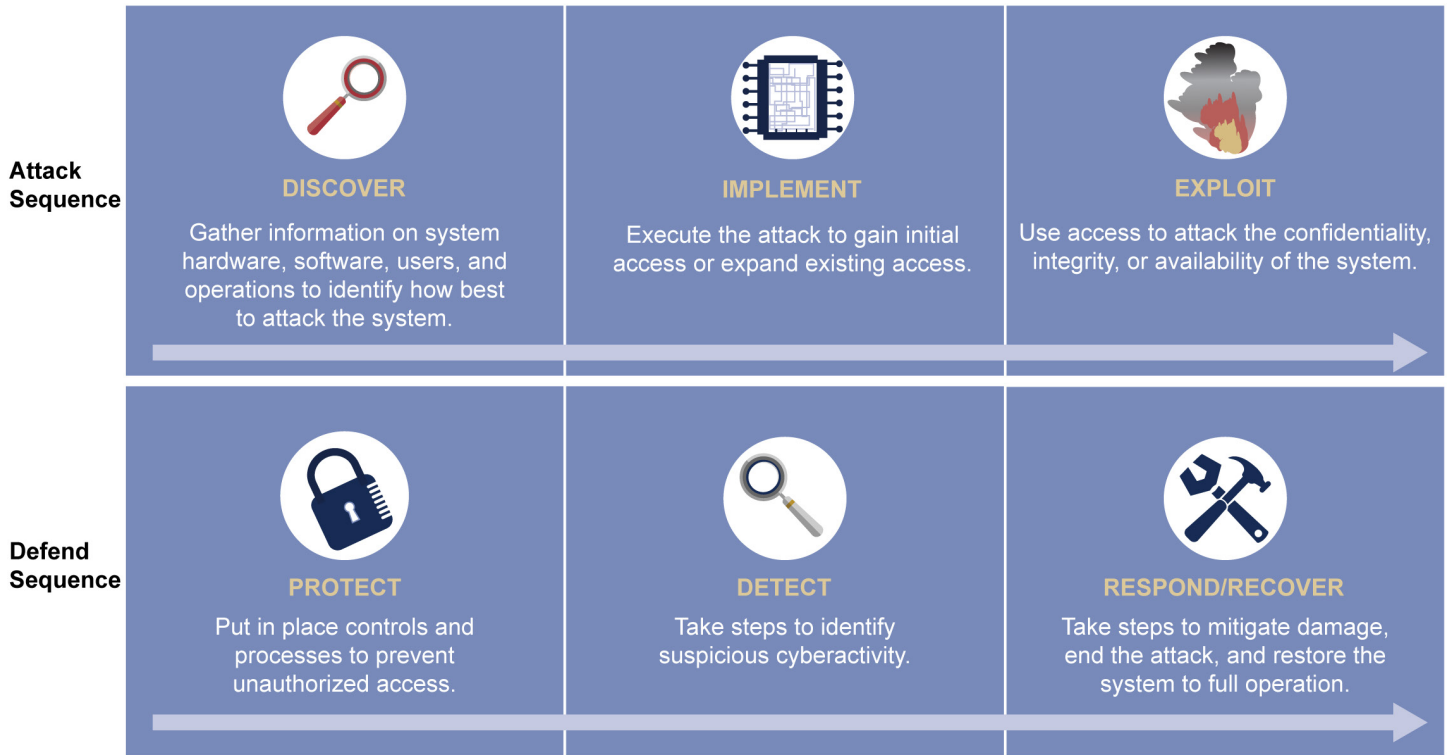 Attack
Sequence
DISCOVER
Gather information on system
hardware, software, users, and
operations to identify how best
to attack the system.
IMPLEMENT
Execute the attack to gain initial
access or expand existing access.
EXPLOIT
Use access to attack the confidentiality,
integrity, or availability of the system.
Defend
Sequence
PROTECT
Put in place controls and
processes to prevent
unauthorized access.
DETECT
Take steps to identify
suspicious cyberactivity.
RESPOND/RECOVER
Take steps to mitigate damage,
end the attack, and restore the
system to full operation.